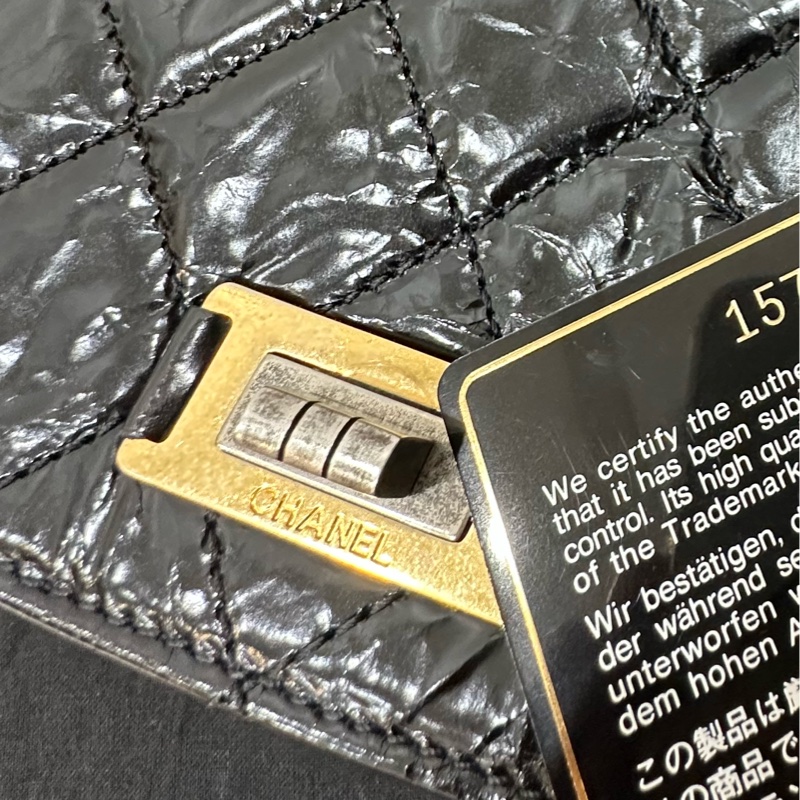 CHANEL
157
We certify the authe
that it has been sub
control. Its high qua
of the Trademark
Wir bestätigen, d
der während se
unterworfen w
dem hohen A
この製品は厳
の商品で